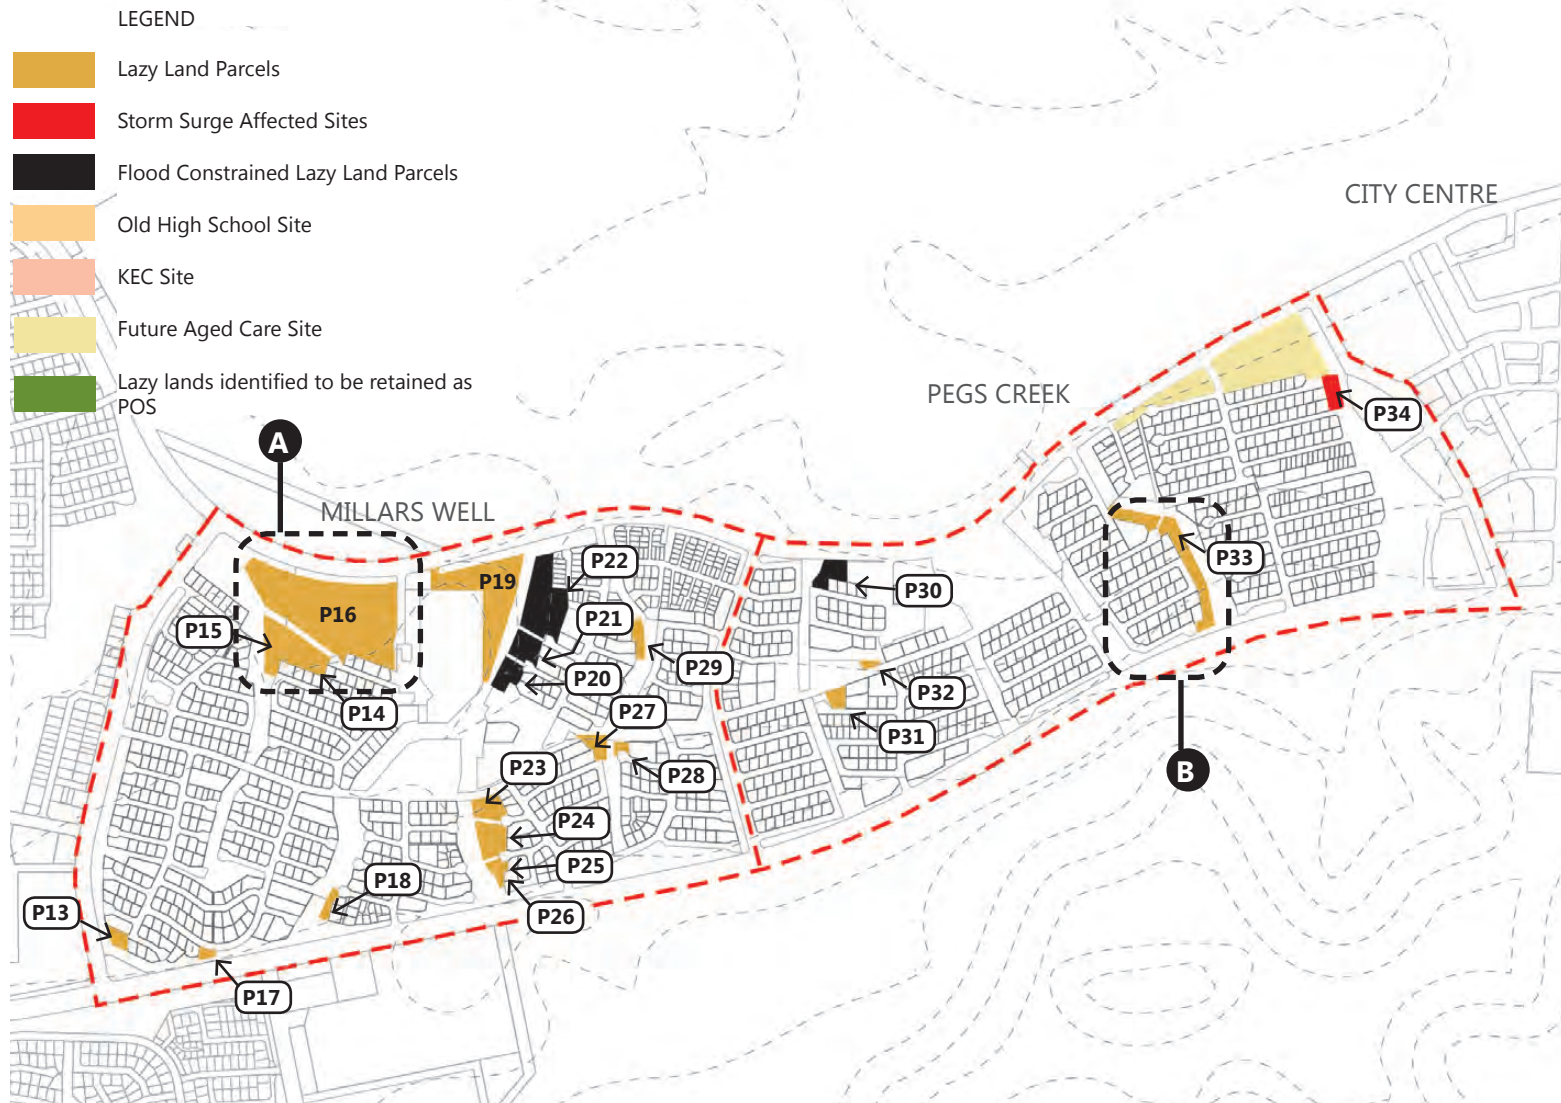 LEGEND
Lazy Land Parcels
Storm Surge Affected Sites
Flood Constrained Lazy Land Parcels
Old High School Site
KEC Site
Future Aged Care Site
Lazy lands identified to be retained as
POS
CITY CENTRE
PEGS CREEK
P34
A
MILLARS WELL
P22
P19
P33
P30
P16
P21
P15
P29
P20
P32
P14
P27
P31
P23
P28
B
P24
P25
P18
P26
P13
P17